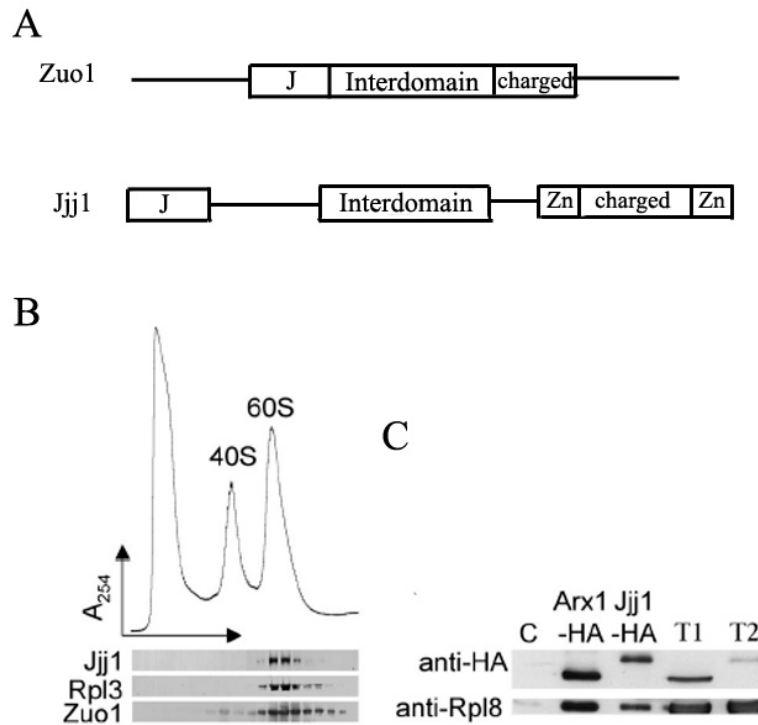 A
Zuo1
J Interdomain charged
Jjj1
J Interdomain Zn charged Zn
B
60S
40S
A254
Jjj1
Rpl3
Zuo1
C
Arx1 Jjj1
C -HA -HA T1 T2
anti-HA
anti-Rpl8